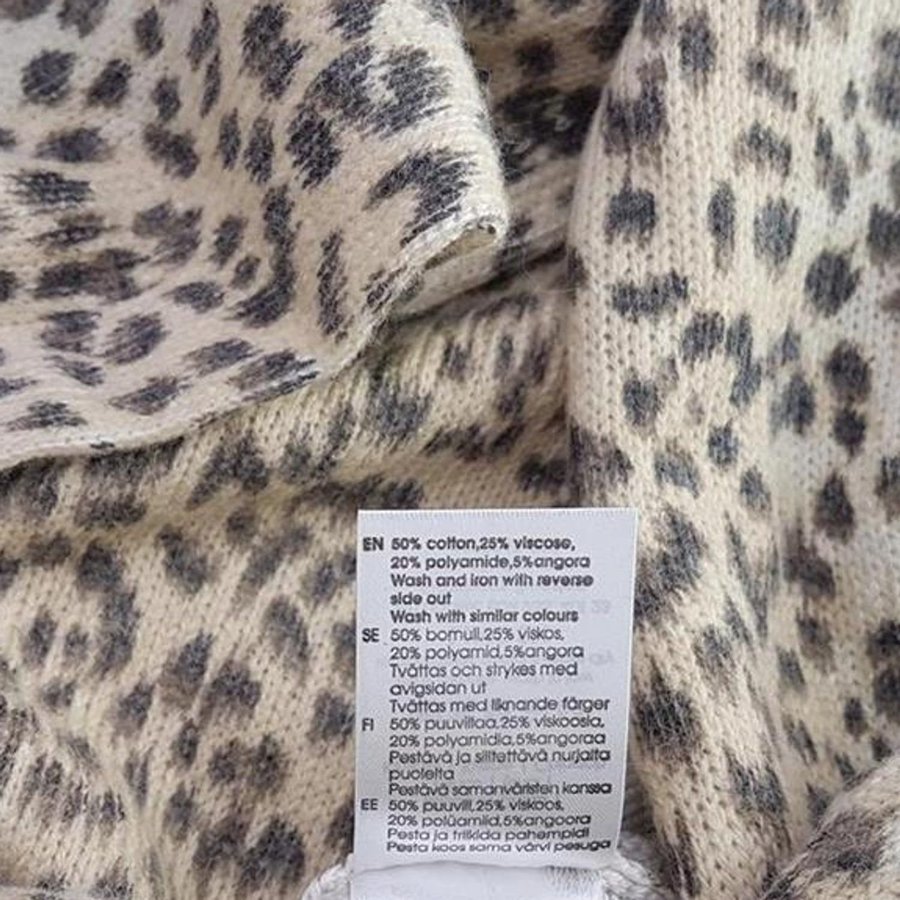 EN 50% cotton,25% viscose,
20% polyamide,5%angora
Wash and iron with reverse
side out
Wash with similar colours
SE 50% bomull,25% viskos,
20% polyamid,5%angora
Tvättas och strykes med
avigsidan ut
Tvättas med liknande färger
FI 50% puuvillaa,25% viskoosia,
20% polyamidia,5%angoraa
Pestävä ja silitettävä nurjalta
puolelta
Pestävä samanväristen kanssa
EE 50% puuvill,25% viskoos,
20% polüamiid,5%angoora
Pesta ja triikida pahempidi
Pesta koos sama värvi pesuga